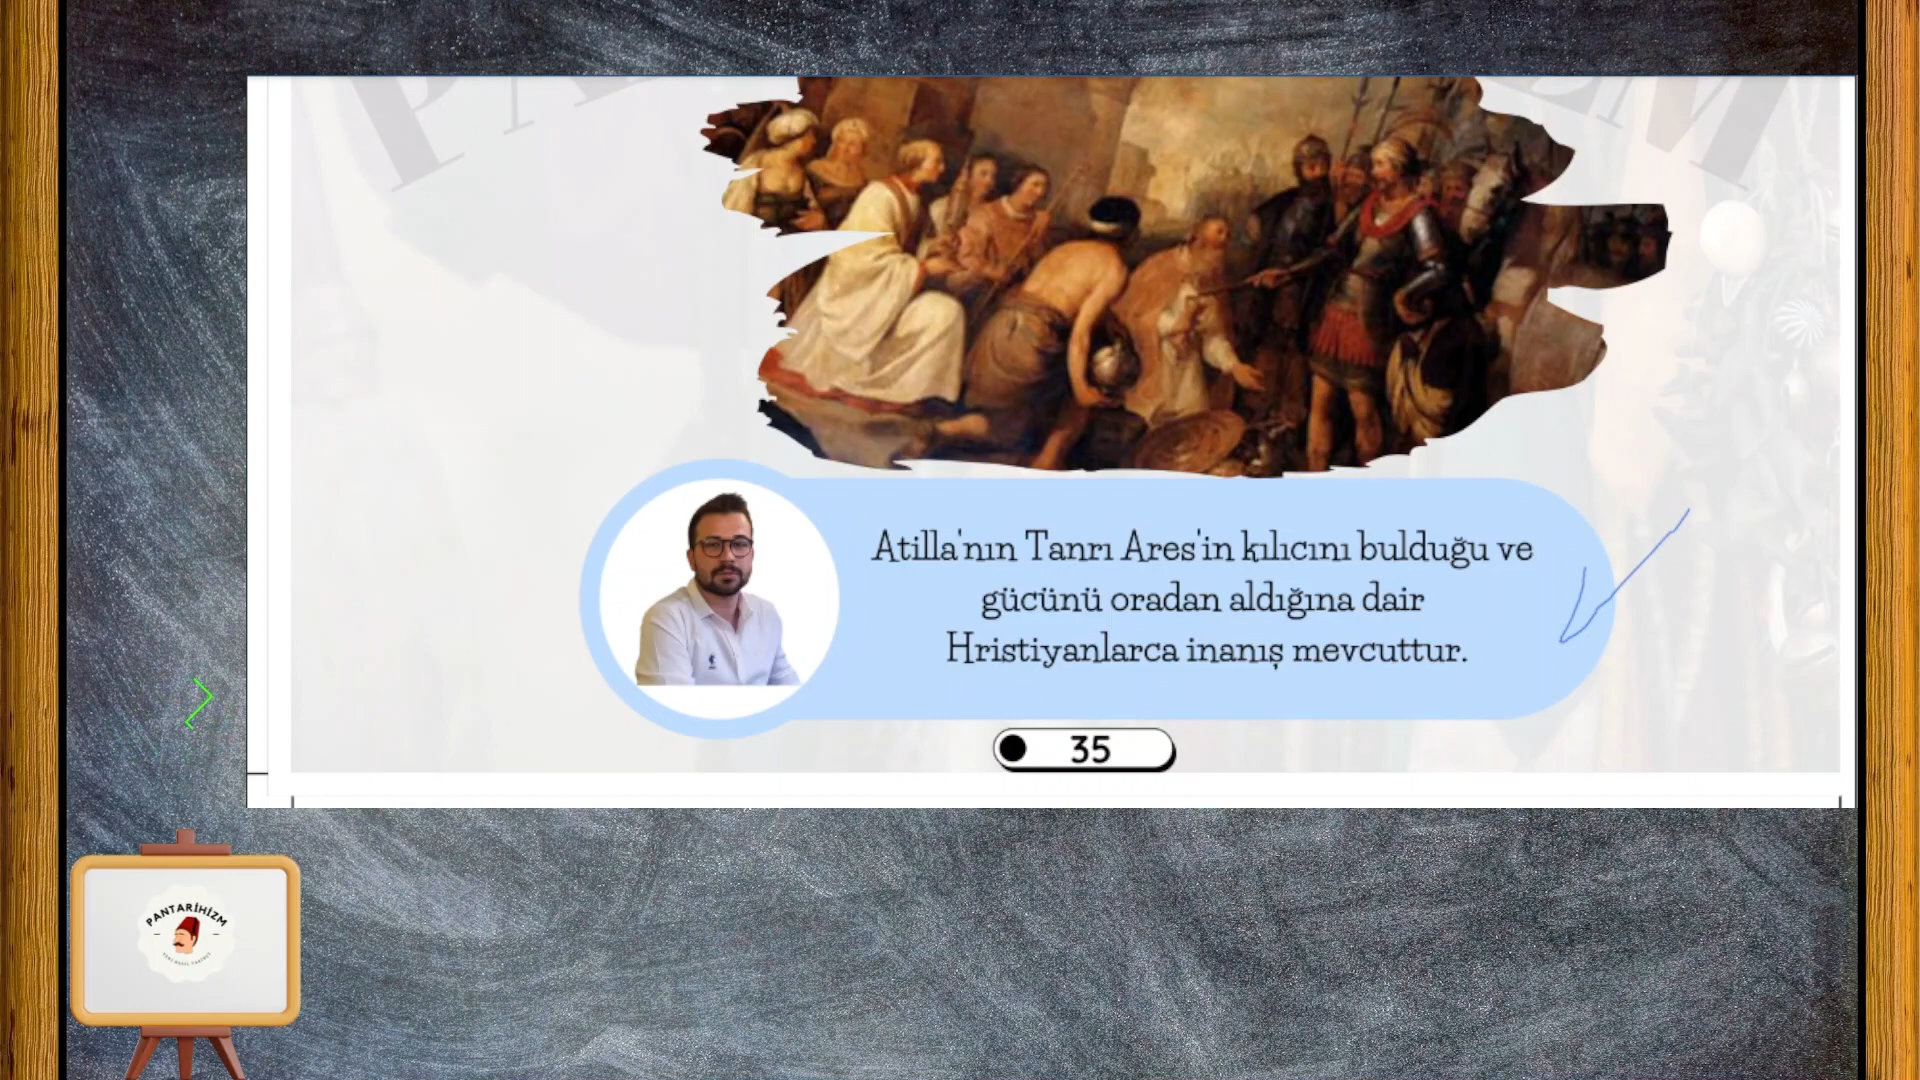 Atilla'nın Tanrı Ares'in kılıcını bulduğu ve
gücünü oradan aldığına dair
Hristiyanlarca inanış mevcuttur.
35
PANTARİHİZM